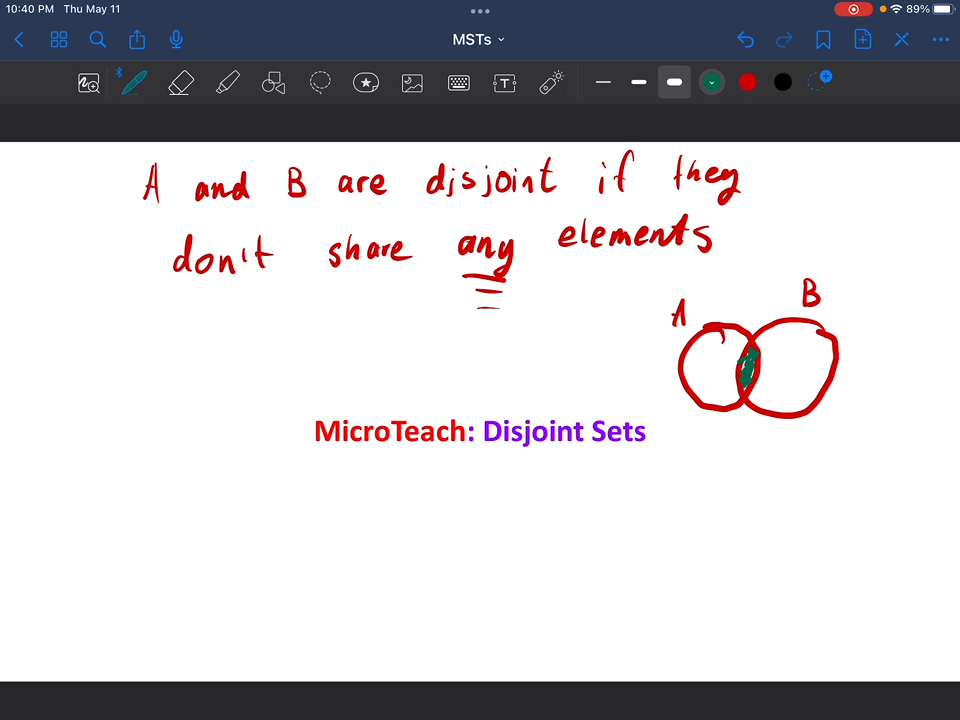 10:40 PM Thu May 11
89%
MSTs
A and B are disjoint if they
don't share any elements
A B
MicroTeach: Disjoint Sets